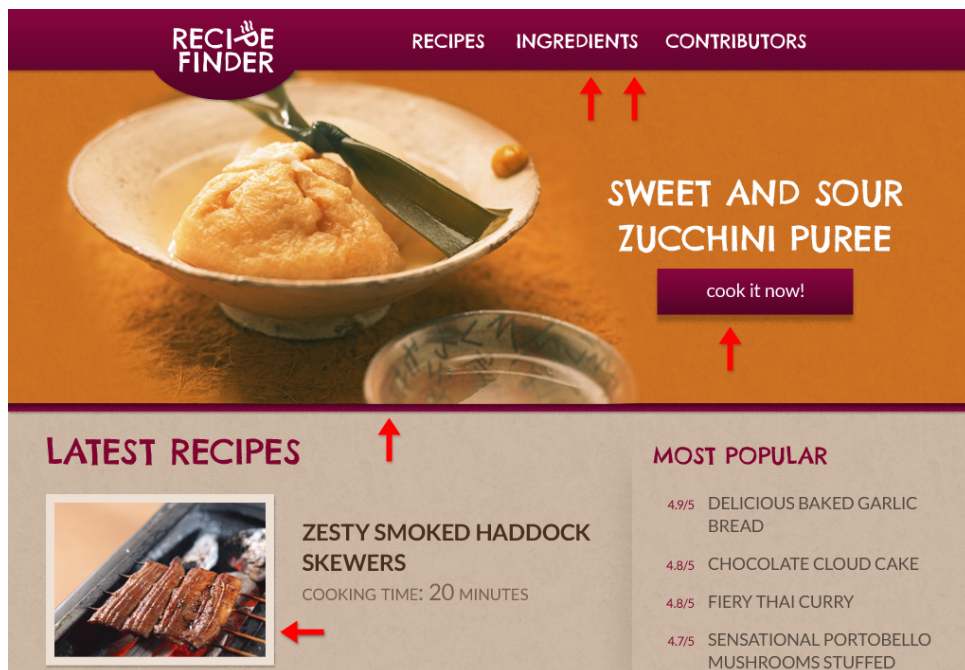 RECIPE
FINDER
RECIPES INGREDIENTS CONTRIBUTORS
SWEET AND SOUR
ZUCCHINI PUREE
cook it now!
LATEST RECIPES
ZESTY SMOKED HADDOCK
SKEWERS
COOKING TIME: 20 MINUTES
MOST POPULAR
4.9/5 DELICIOUS BAKED GARLIC
BREAD
4.8/5 CHOCOLATE CLOUD CAKE
4.8/5 FIERY THAI CURRY
4.7/5 SENSATIONAL PORTOBELLO
MUSHROOMS STUFFED